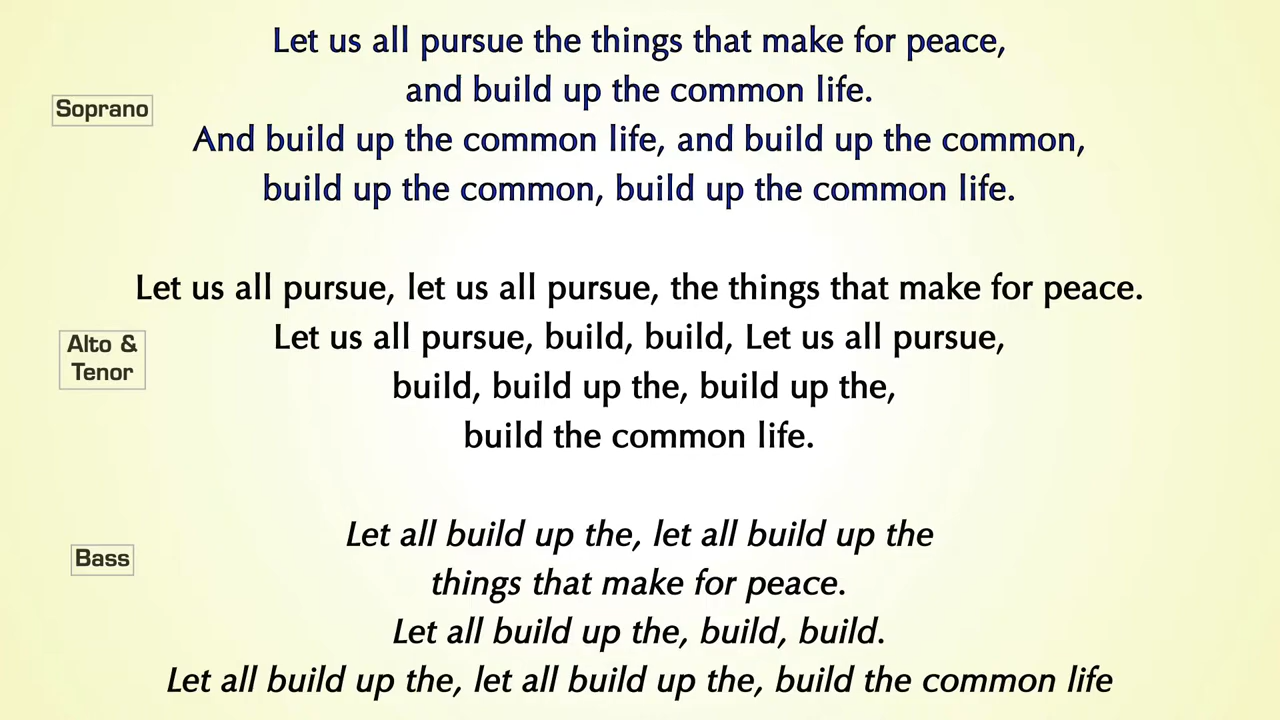 Let us all pursue the things that make for peace,
and build up the common life.
Soprano
And build up the common life, and build up the common,
build up the common, build up the common life.
Let us all pursue, let us all pursue, the things that make for peace.
Let us all pursue, build, build, Let us all pursue,
Alto &
Tenor
build, build up the, build up the,
build the common life.
Let all build up the, let all build up the
Bass
things that make for peace.
Let all build up the, build, build.
Let all build up the, let all build up the, build the common life